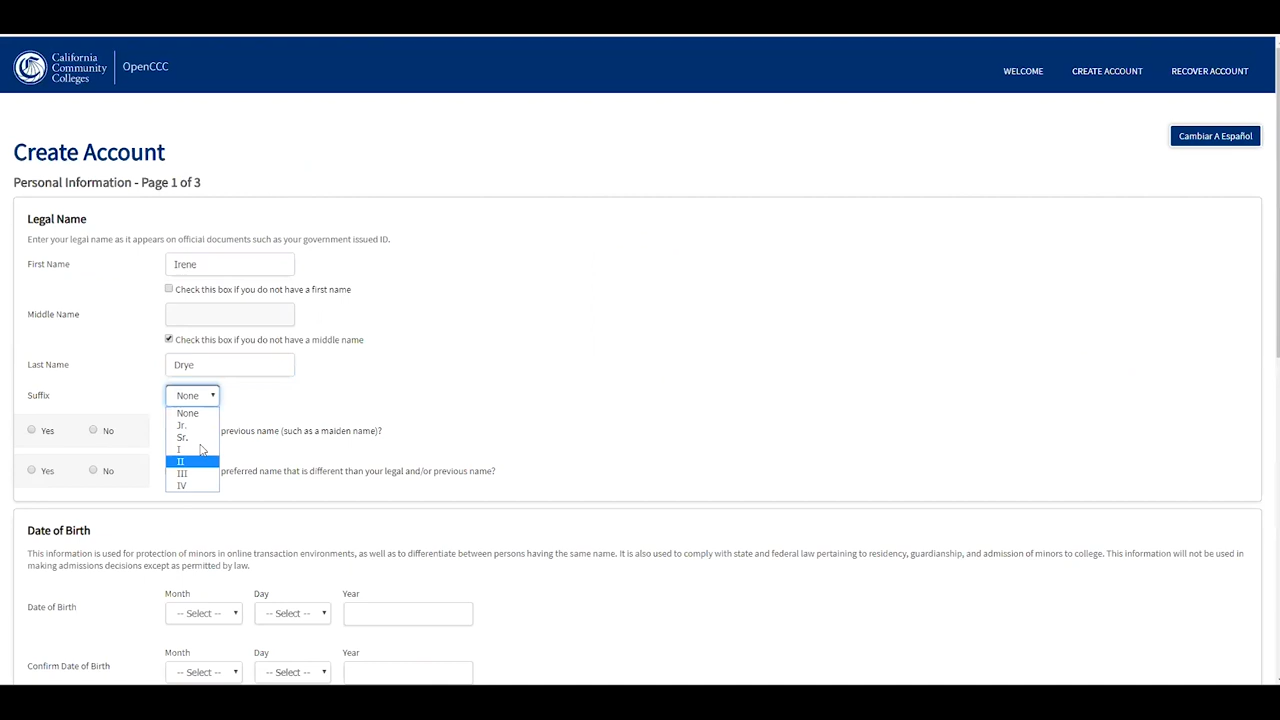 California
Community
Colleges
OpenCCC
WELCOME
CREATE ACCOUNT
RECOVER ACCOUNT
Cambiar A Español
Create Account
Personal Information - Page 1 of 3
Legal Name
Enter your legal name as it appears on official documents such as your government issued ID.
First Name
Irene
Check this box if you do not have a first name
Middle Name
Check this box if you do not have a middle name
Last Name
Drye
Suffix
None
None
Jr.
Sr.
I
II
III
IV
Yes
No
previous name (such as a maiden name)?
Yes
No
preferred name that is different than your legal and/or previous name?
Date of Birth
This information is used for protection of minors in online transaction environments, as well as to differentiate between persons having the same name. It is also used to comply with state and federal law pertaining to residency, guardianship, and admission of minors to college. This information will not be used in
making admissions decisions except as permitted by law.
Month
Day
Year
Date of Birth
-- Select --
-- Select --
Month
Day
Year
Confirm Date of Birth
-- Select --
-- Select --